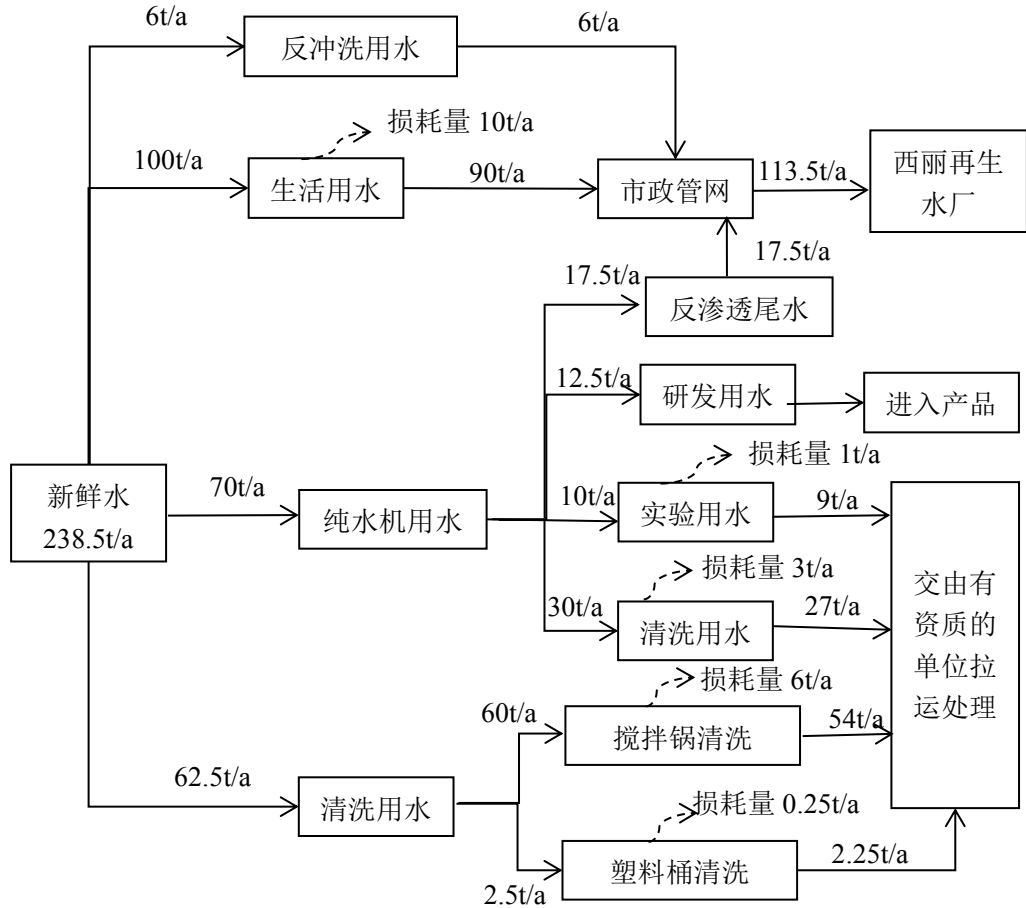 6t/a
反冲洗用水
6t/a
损耗量 10t/a
100t/a
生活用水
90t/a
市政管网
113.5t/a
西丽再生
水厂
17.5t/a
17.5t/a
反渗透尾水
12.5t/a
研发用水
进入产品
损耗量 1t/a
新鲜水
238.5t/a
70t/a
纯水机用水
10t/a
实验用水
9t/a
损耗量 3t/a
30t/a
清洗用水
27t/a
交由有
资质的
单位拉
运处理
损耗量 6t/a
60t/a
搅拌锅清洗
54t/a
62.5t/a
清洗用水
损耗量 0.25t/a
2.5t/a
塑料桶清洗
2.25t/a